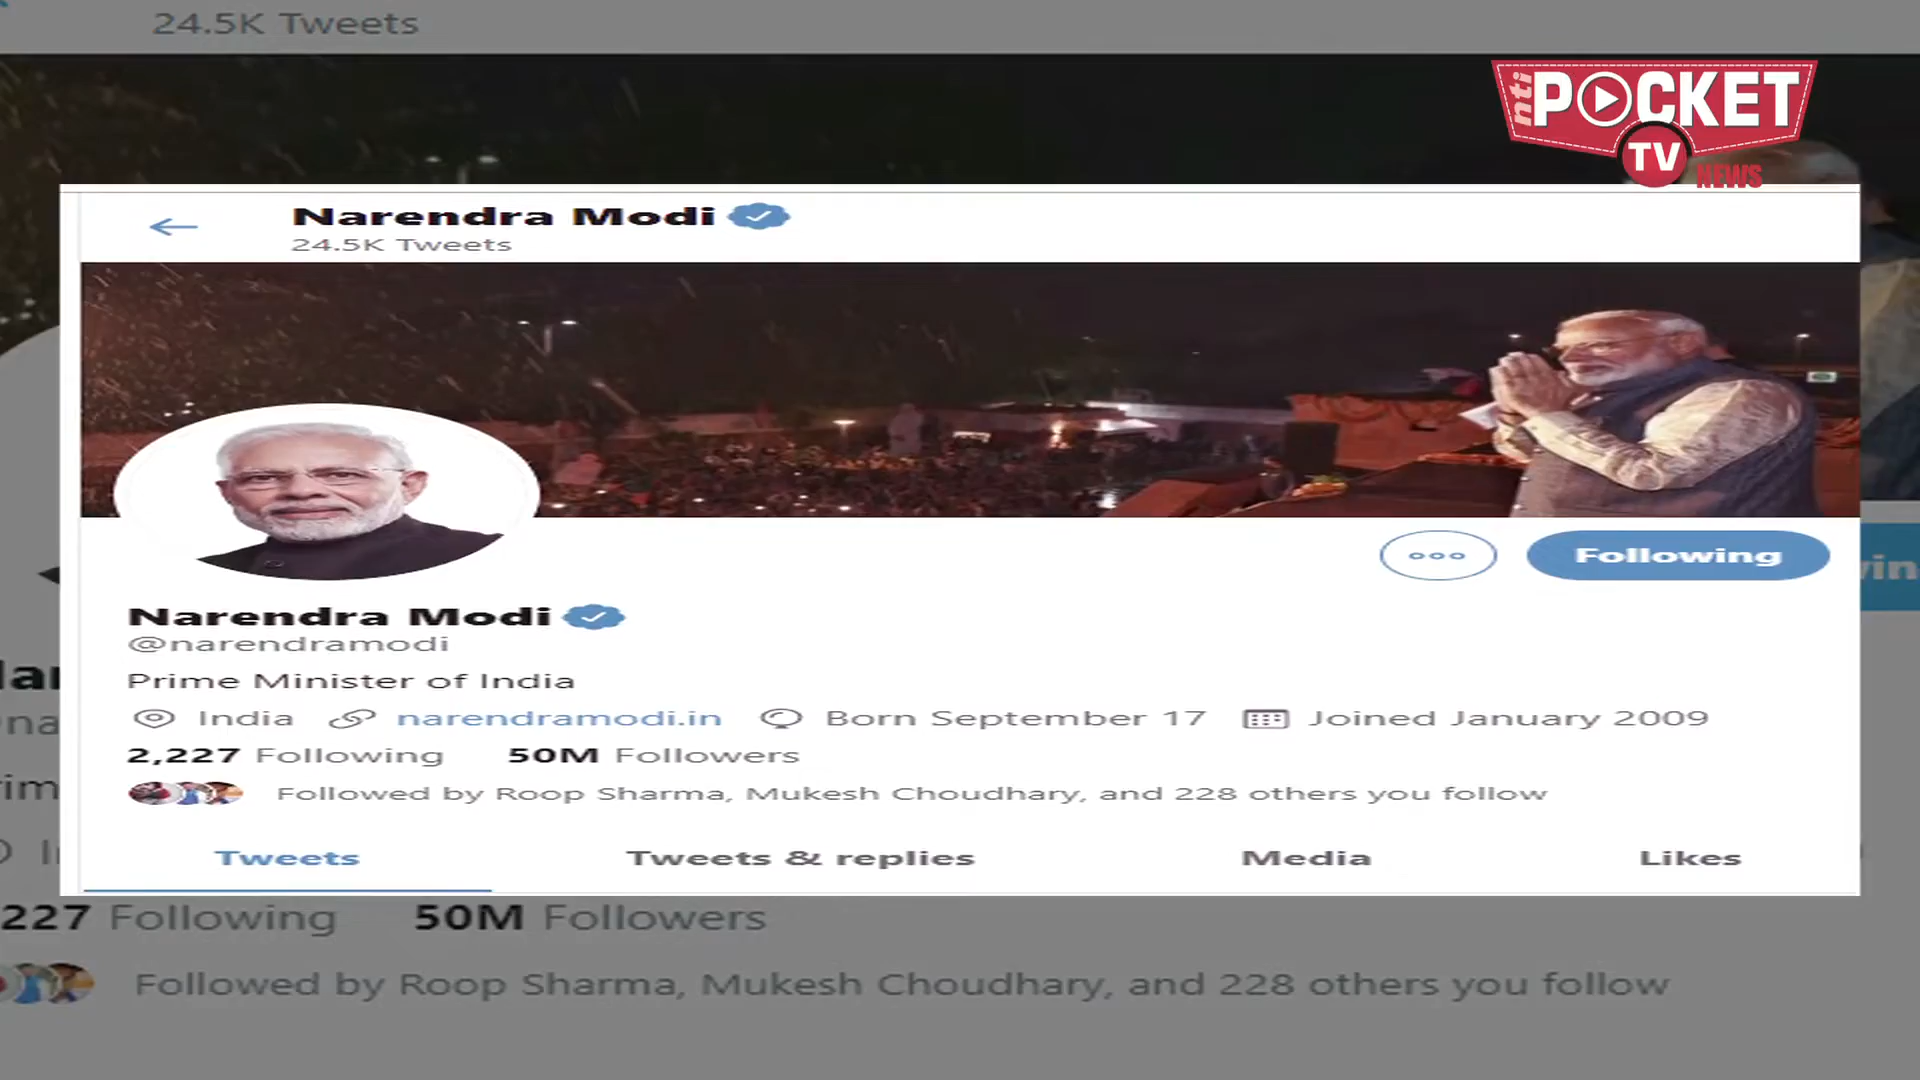 24.5K Tweets
nti
POCKET
TV
NEWS
Narendra Modi
24.5K Tweets
Following
Narendra Modi
@narendramodi
Prime Minister of India
India narendramodi.in Born September 17 Joined January 2009
2,227 Following 50M Followers
Followed by Roop Sharma, Mukesh Choudhary, and 228 others you follow
Tweets Tweets & replies Media Likes
227 Following 50M Followers
Followed by Roop Sharma, Mukesh Choudhary, and 228 others you follow